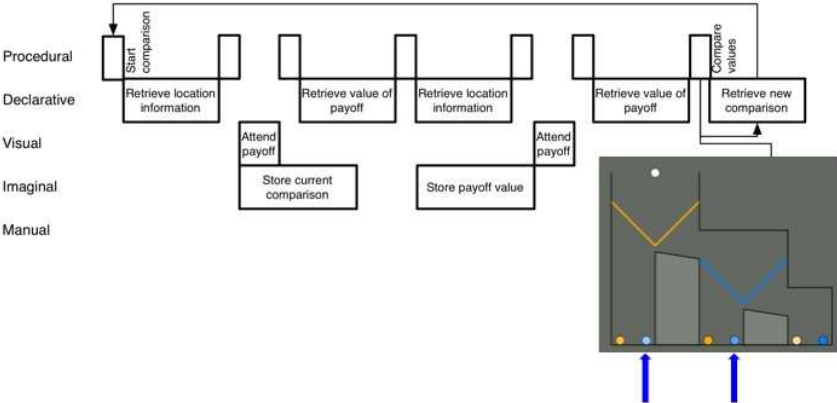 Procedural
Start
comparison
Compare
values
Declarative
Retrieve location
information
Retrieve value of
payoff
Retrieve location
information
Retrieve value of
payoff
Retrieve new
comparison
Visual
Attend
payoff
Attend
payoff
Imaginal
Store current
comparison
Store payoff value
Manual